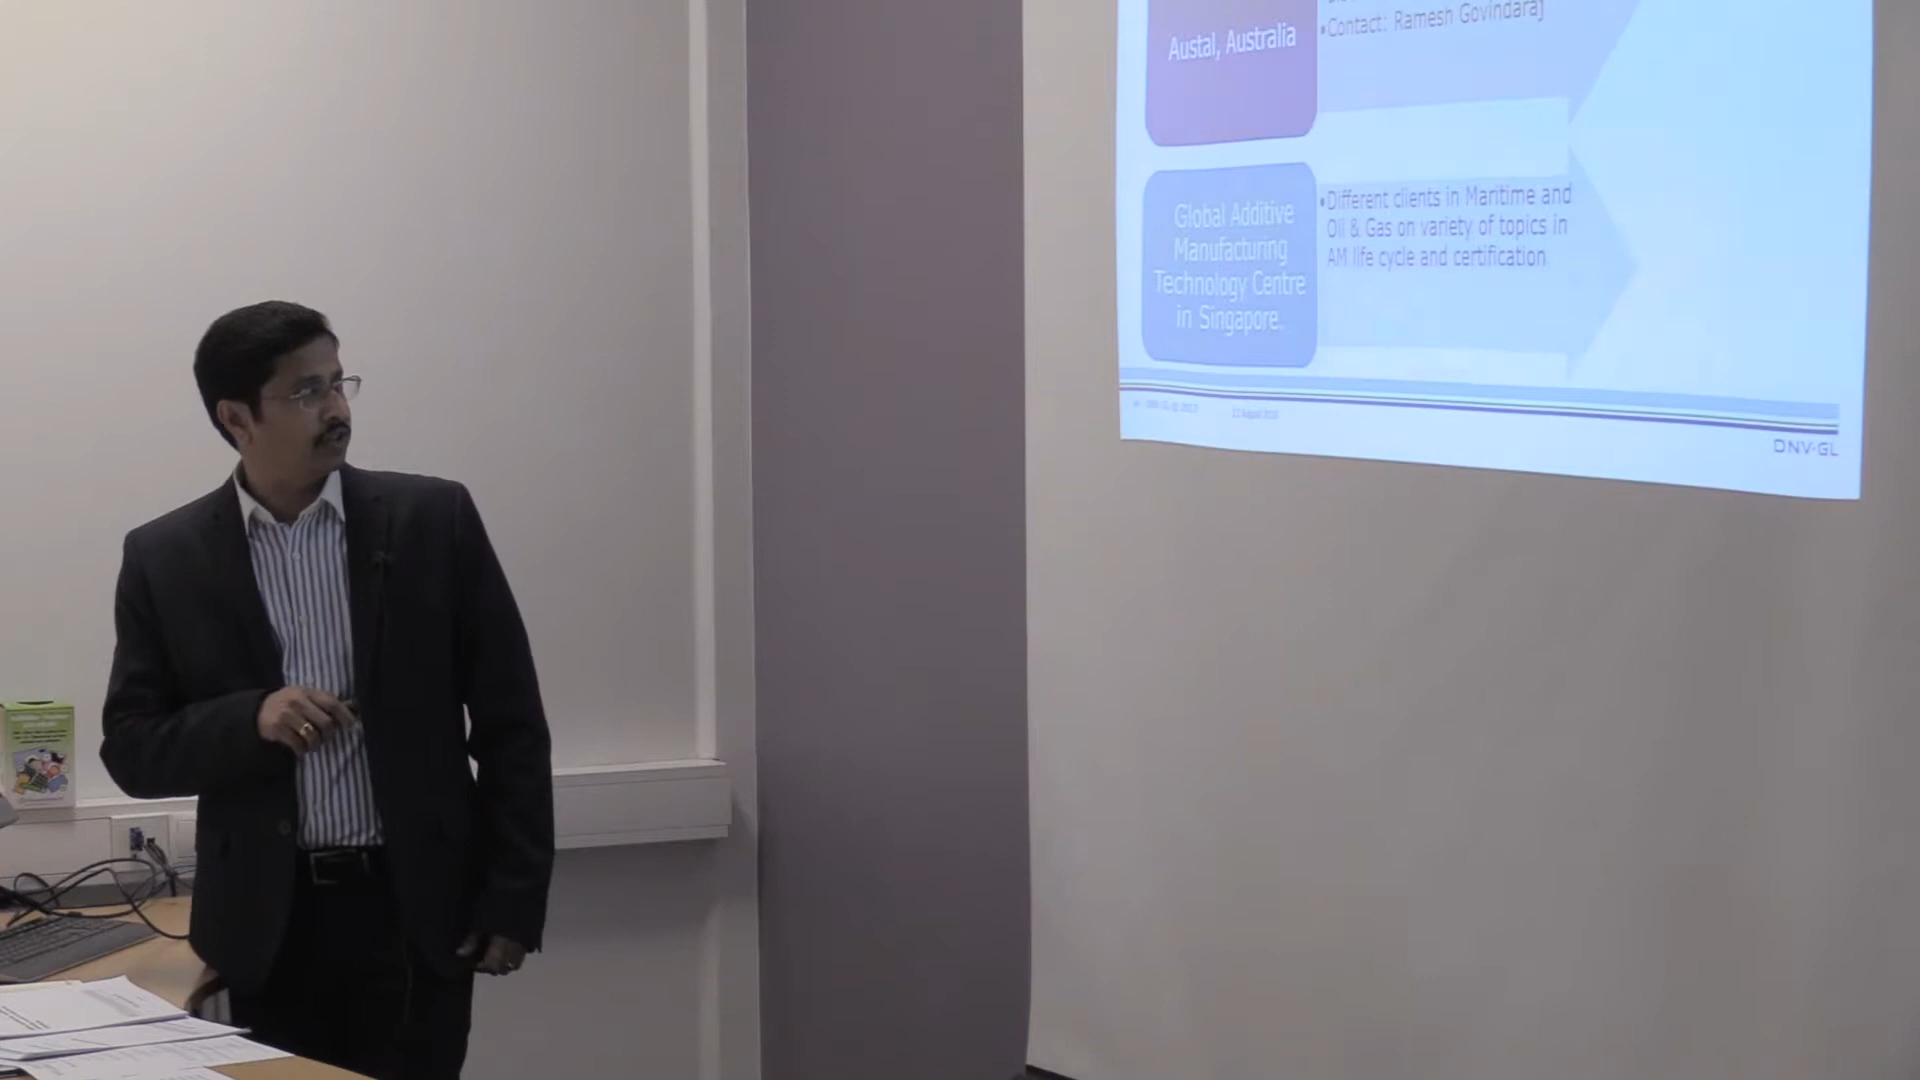 •Contact: Ramesh Govindaraj
Austal, Australia
Global Additive
Manufacturing
Technology Centre
in Singapore.
•Different clients in Maritime and
Oil & Gas on variety of topics in
AM life cycle and certification
DNV·GL